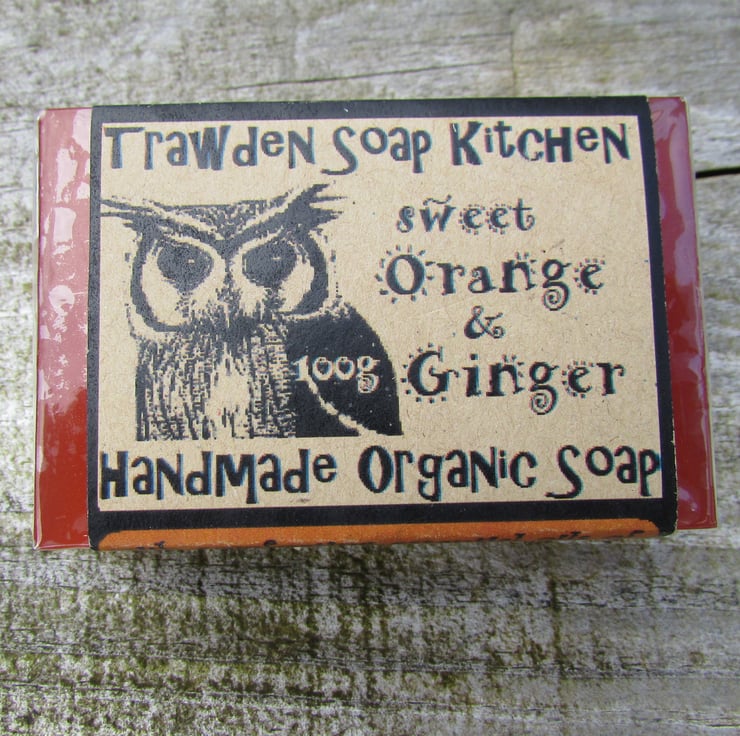 Trawden Soap Kitchen
sweet
Orange
&
100g
Ginger
Handmade Organic Soap